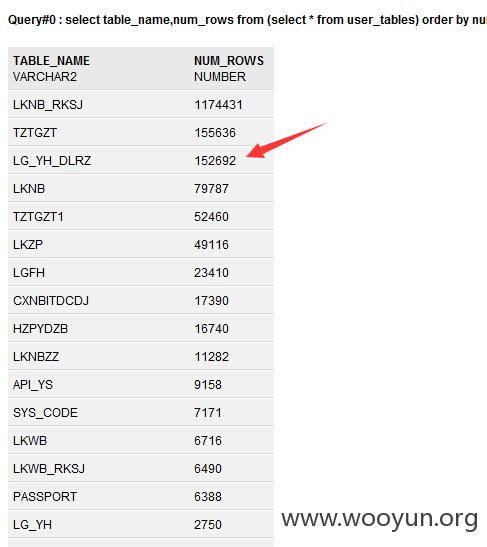 Query#0 : select table_name,num_rows from (select * from user_tables) order by
TABLE_NAME NUM_ROWS
VARCHAR2 NUMBER
LKNB_RKSJ 1174431
TZTGZT 155636
LG_YH_DLRZ 152692
LKNB 79787
TZTGZT1 52460
LKZP 49116
LGFH 23410
CXNBITDCDJ 17390
HZPYDZB 16740
LKNBZZ 11282
API_YS 9158
SYS_CODE 7171
LKWB 6716
LKWB_RKSJ 6490
PASSPORT 6388
LG_YH 2750
www.wooyun.org